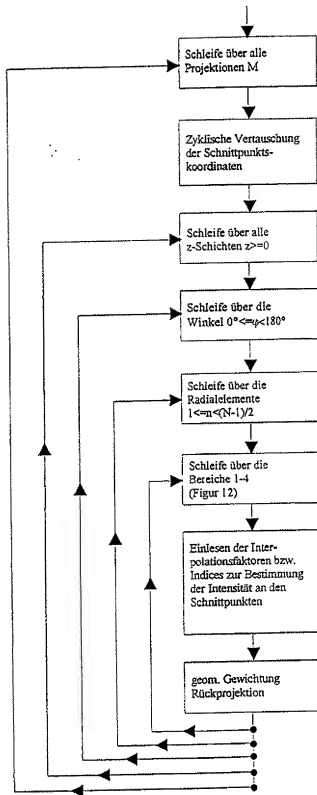 Schleife über alle
Projektionen M
Zyklische Vertauschung
der Schnittpunkts-
koordinaten
Schleife über alle
z-Schichten z>=0
Schleife über die
Winkel 0°<=φ<180°
Schleife über die
Radialelemente
1<=n<(N-1)/2
Schleife über die
Bereiche 1-4
(Figur 12)
Einlesen der Inter-
polationsfaktoren bzw.
Indices zur Bestimmung
der Intensität an den
Schnittpunkten
geom. Gewichtung
Rückprojektion